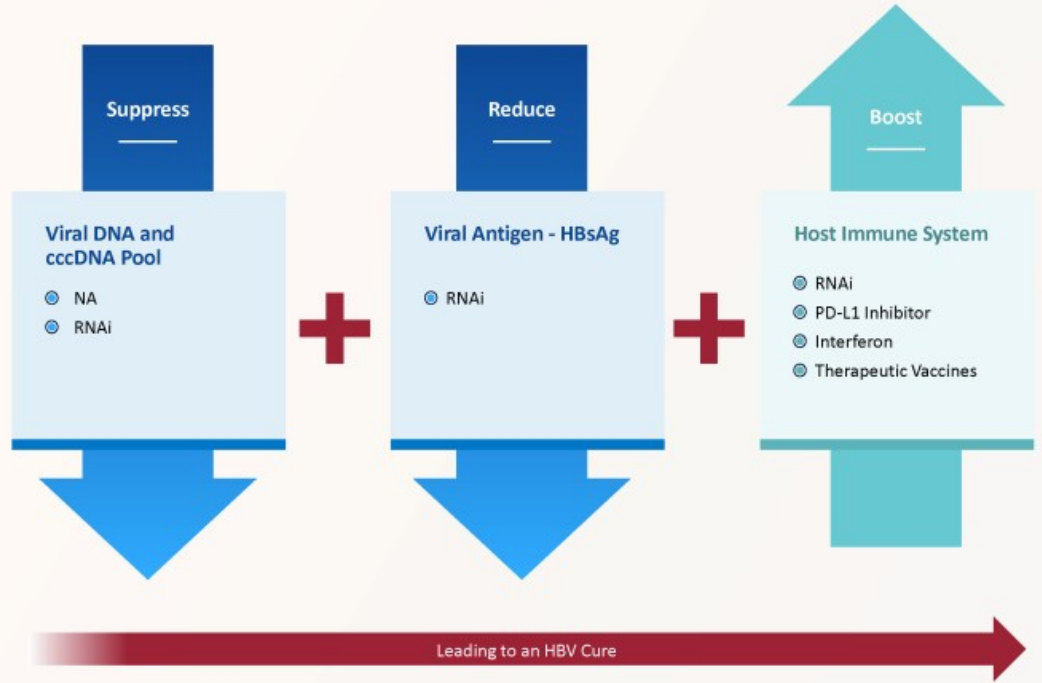 Suppress
Viral DNA and
cccDNA Pool
NA
RNAi
Reduce
Viral Antigen - HBsAg
RNAi
Boost
Host Immune System
RNAi
PD-L1 Inhibitor
Interferon
Therapeutic Vaccines
Leading to an HBV Cure